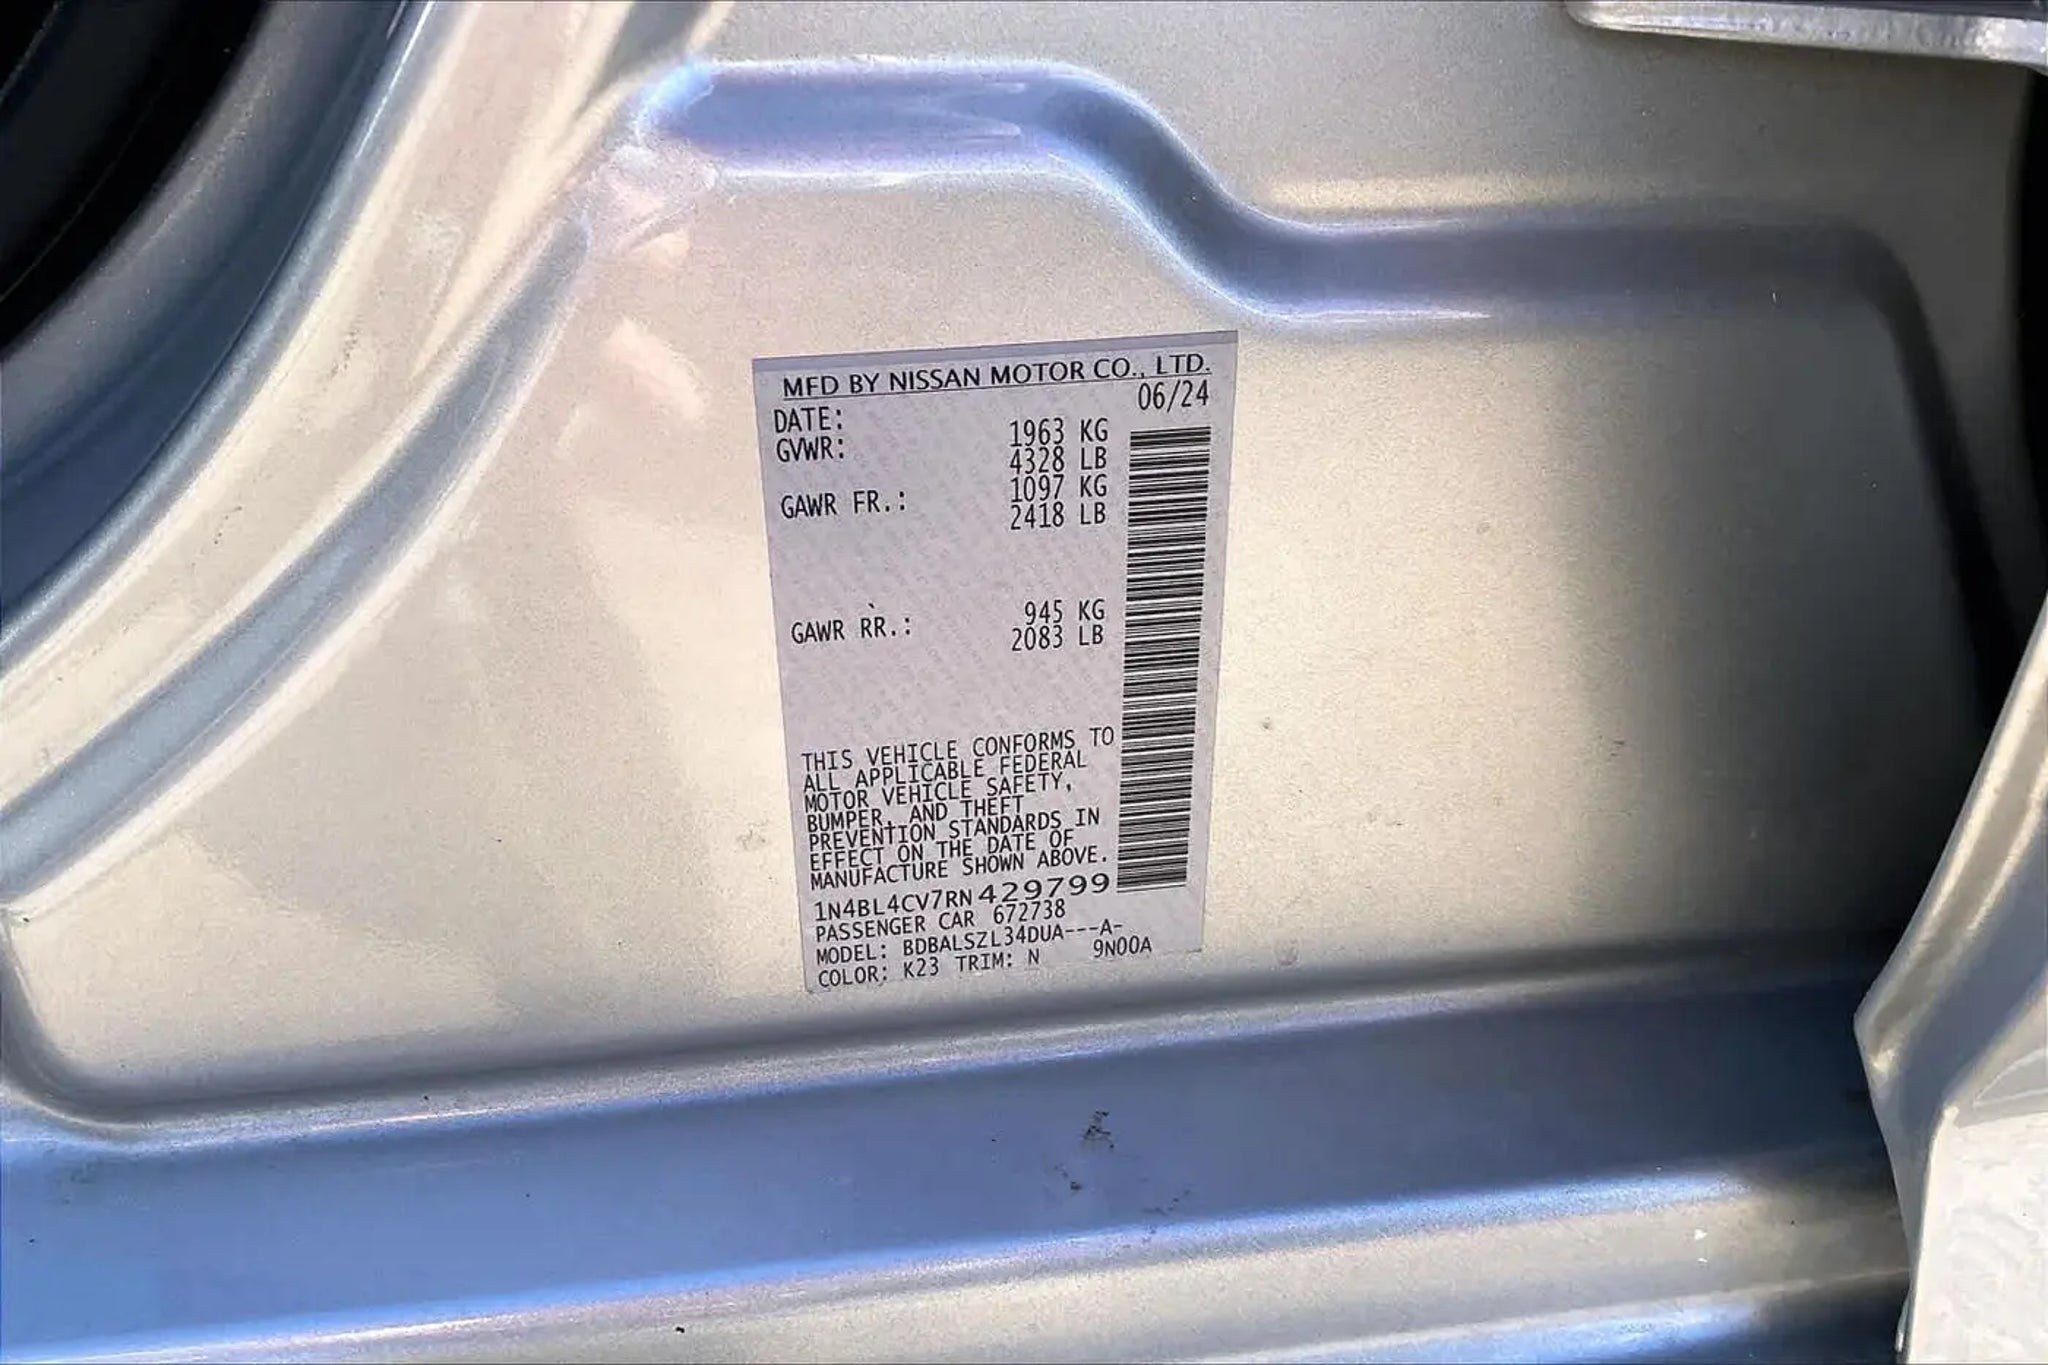 MFD BY NISSAN MOTOR CO., LTD.
DATE: 06/24
GVWR: 1963 KG
4328 LB
GAWR FR.: 1097 KG
2418 LB
GAWR RR.: 945 KG
2083 LB
THIS VEHICLE CONFORMS TO
ALL APPLICABLE FEDERAL
MOTOR VEHICLE SAFETY,
BUMPER, AND THEFT
PREVENTION STANDARDS IN
EFFECT ON THE DATE OF
MANUFACTURE SHOWN ABOVE.
1N4BL4CV7RN429799
PASSENGER CAR 672738
MODEL: BDBALSZL34DUA---A-
COLOR: K23 TRIM: N 9N00A